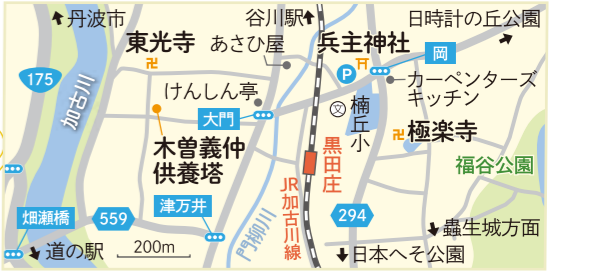 丹波市
谷川駅
日時計の丘公園
東光寺
あさひ屋
兵主神社
岡
175
P
カーペンターズ
キッチン
加古川
けんしん亭
大門
文
楠丘小
極楽寺
木曽義仲
供養塔
黒田庄
福谷公園
JR加古川線
畑瀬橋
559
津万井
294
門柳川
蟲生城方面
道の駅
200m
日本へそ公園